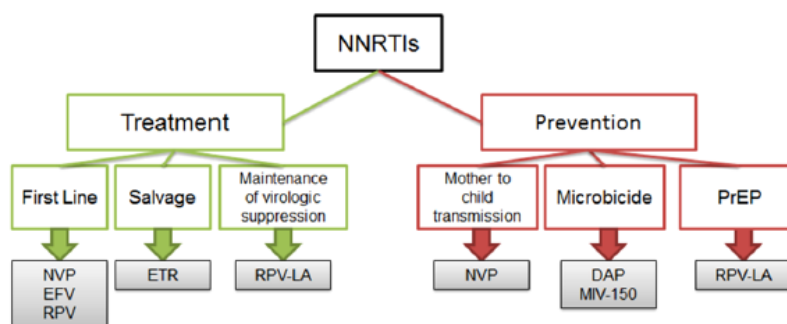 NNRTIs
Treatment
Prevention
First Line
Salvage
Maintenance
of virologic
suppression
Mother to
child
transmission
Microbicide
PrEP
NVP
EFV
RPV
ETR
RPV-LA
NVP
DAP
MIV-150
RPV-LA